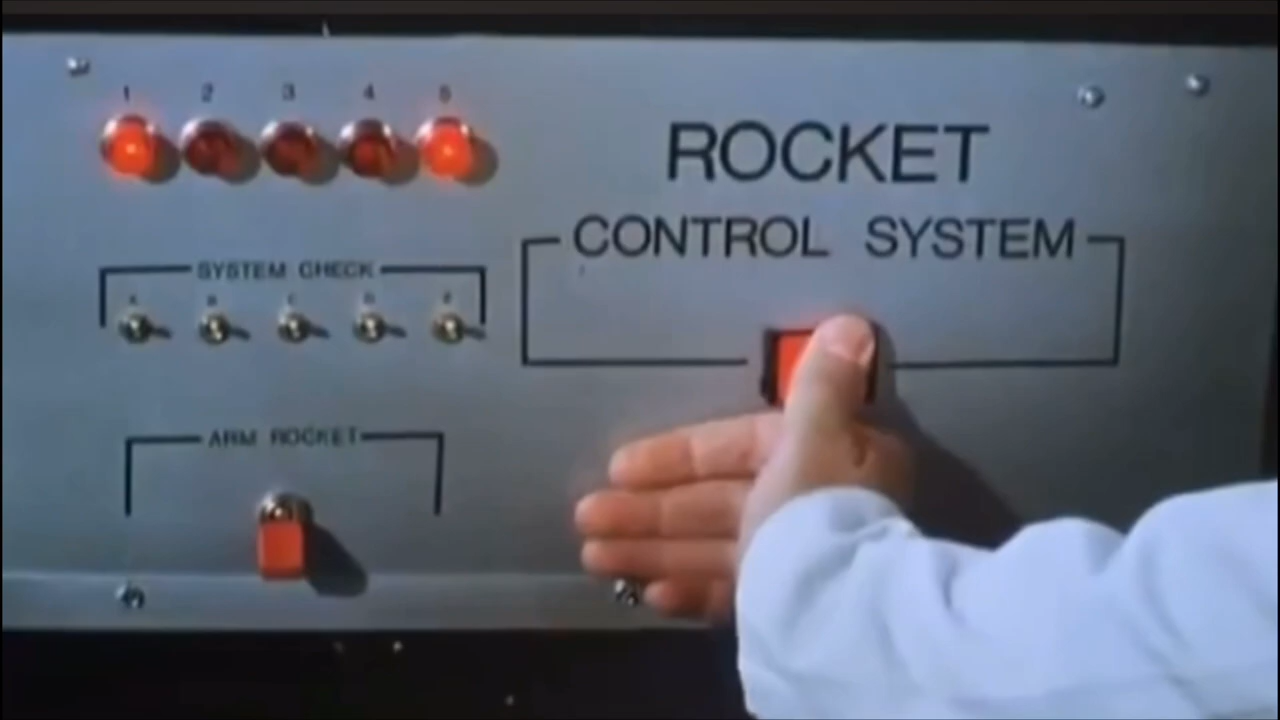 1 2 3 4 5
ROCKET
CONTROL SYSTEM
SYSTEM CHECK
A B C D
ARM ROCKET